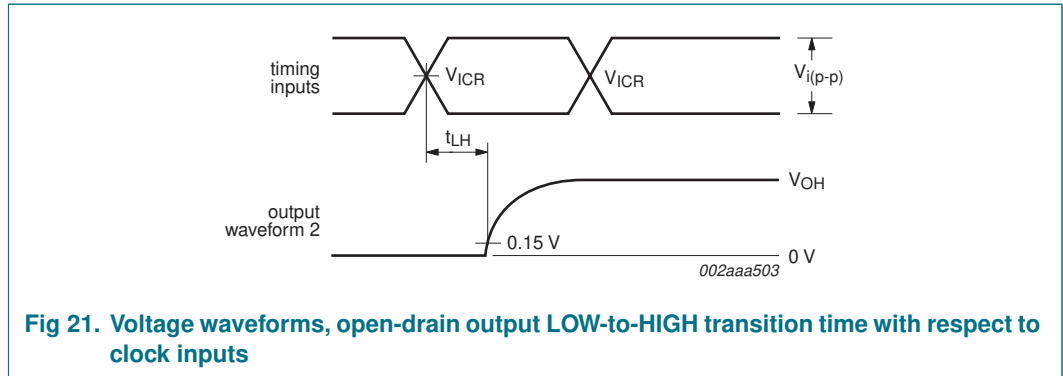 timing
inputs
VICR
VICR
Vi(p-p)
tLH
VOH
output
waveform 2
0.15 V
0 V
002aaa503
Fig 21. Voltage waveforms, open-drain output LOW-to-HIGH transition time with respect to
clock inputs